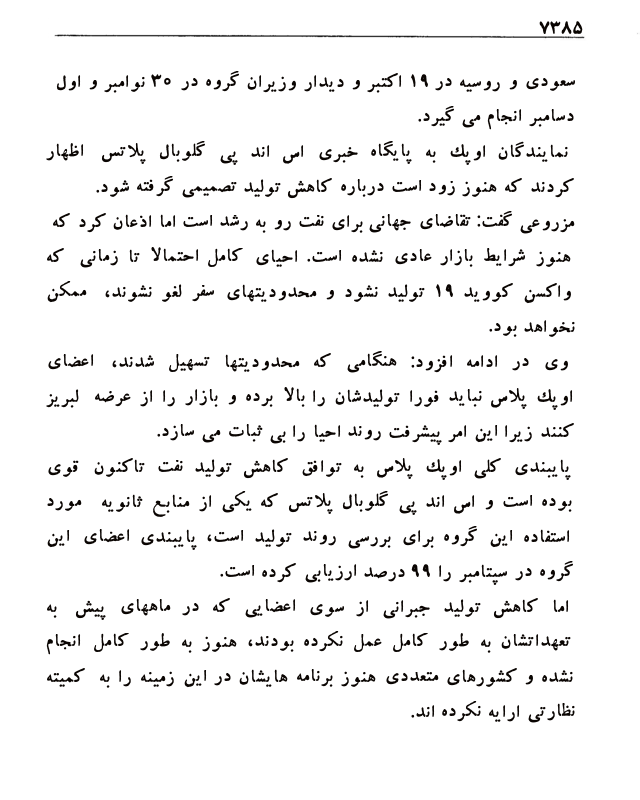 ۷۳۸۵
سعودی و روسیه در ۱۹ اکتبر و دیدار وزیران گروه در ۳۰ نوامبر و اول
دسامبر انجام می گیرد.
نمایندگان اوپك به پایگاه خبری اس اند پی گلوبال پلاتس اظهار
کردند که هنوز زود است درباره کاهش تولید تصمیمی گرفته شود.
مزروعی گفت: تقاضای جهانی برای نفت رو به رشد است اما اذعان کرد که
هنوز شرایط بازار عادی نشده است. احیای کامل احتمالا تا زمانی که
واکسن کووید ۱۹ تولید نشود و محدودیتهای سفر لغو نشوند، ممکن
نخواهد بود.
وی در ادامه افزود: هنگامی که محدودیتها تسهیل شدند، اعضای
اوپك پلاس نباید فورا تولیدشان را بالا برده و بازار را از عرضه لبریز
کنند زیرا این امر پیشرفت روند احیا را بی ثبات می سازد.
پایبندی کلی اوپك پلاس به توافق کاهش تولید نفت تاکنون قوی
بوده است و اس اند پی گلوبال پلاتس که یکی از منابع ثانویه مورد
استفاده این گروه برای بررسی روند تولید است، پایبندی اعضای این
گروه در سپتامبر را ۹۹ درصد ارزیابی کرده است.
اما کاهش تولید جبرانی از سوی اعضایی که در ماههای پیش به
تعهداتشان به طور کامل عمل نکرده بودند، هنوز به طور کامل انجام
نشده و کشورهای متعددی هنوز برنامه هایشان در این زمینه را به کمیته
نظارتی ارایه نکرده اند.